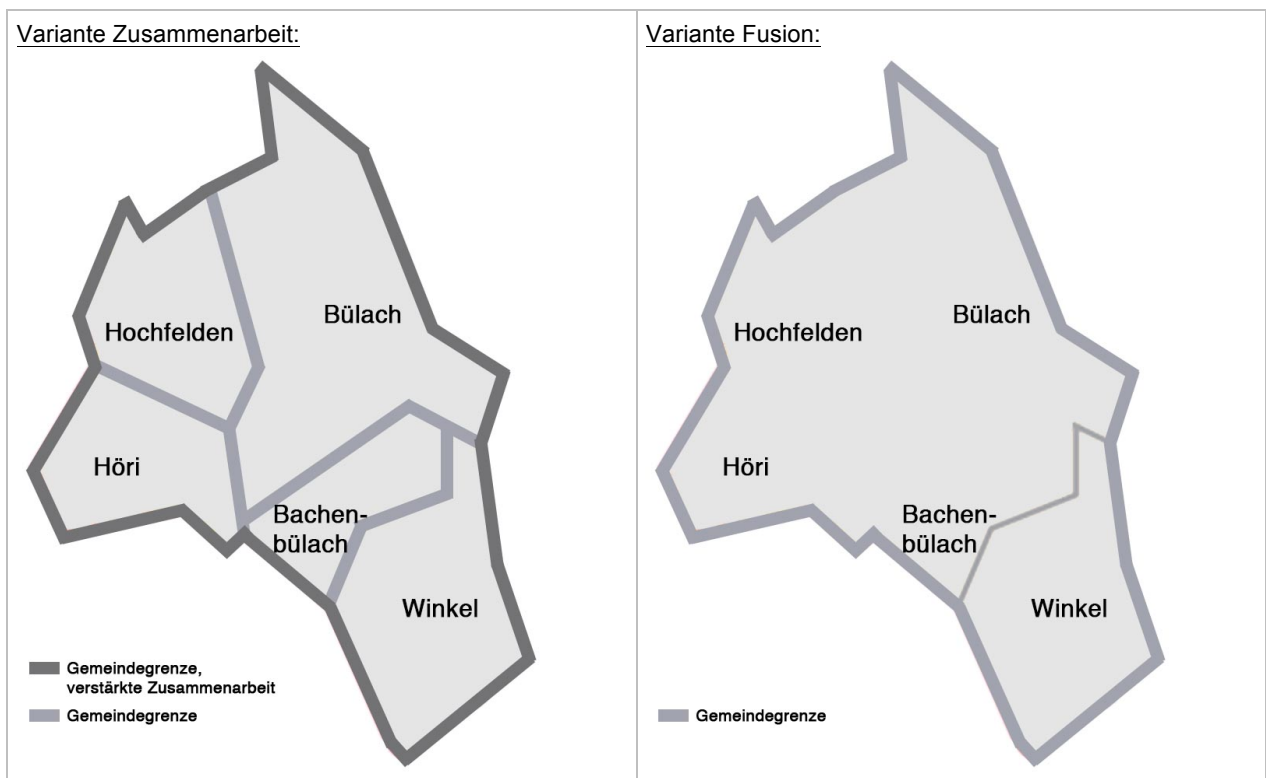 Variante Zusammenarbeit:
Hochfelden
Bülach
Höri
Bachen-
bülach
Winkel
Gemeindegrenze,
verstärkte Zusammenarbeit
Gemeindegrenze
Variante Fusion:
Bülach
Hochfelden
Höri
Bachen-
bülach
Winkel
Gemeindegrenze